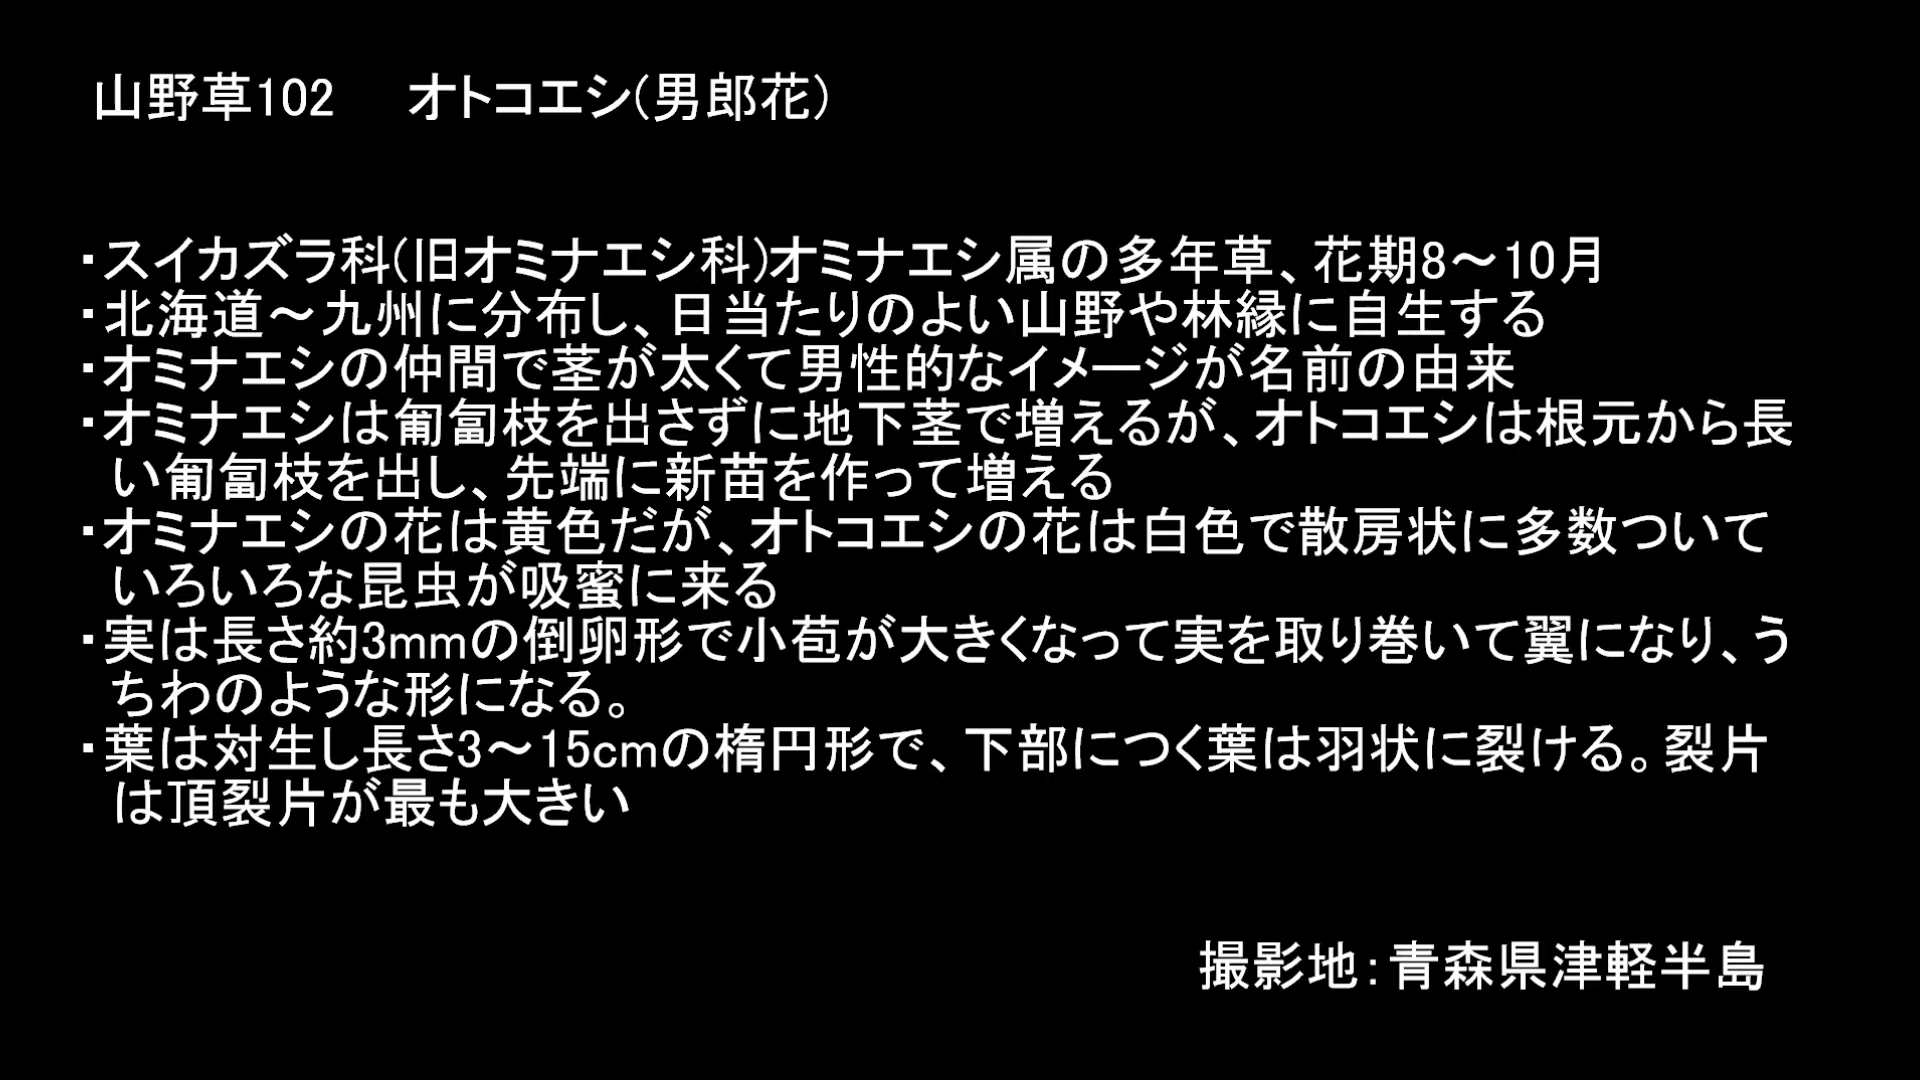 山野草102　オトコエシ(男郎花)
・スイカズラ科(旧オミナエシ科)オミナエシ属の多年草、花期8～10月
・北海道～九州に分布し、日当たりのよい山野や林縁に自生する
・オミナエシの仲間で茎が太くて男性的なイメージが名前の由来
・オミナエシは匍匐枝を出さずに地下茎で増えるが、オトコエシは根元から長
い匍匐枝を出し、先端に新苗を作って増える
・オミナエシの花は黄色だが、オトコエシの花は白色で散房状に多数ついて
いろいろな昆虫が吸蜜に来る
・実は長さ約3mmの倒卵形で小苞が大きくなって実を取り巻いて翼になり、う
ちわのような形になる。
・葉は対生し長さ3～15cmの楕円形で、下部につく葉は羽状に裂ける。裂片
は頂裂片が最も大きい
撮影地：青森県津軽半島